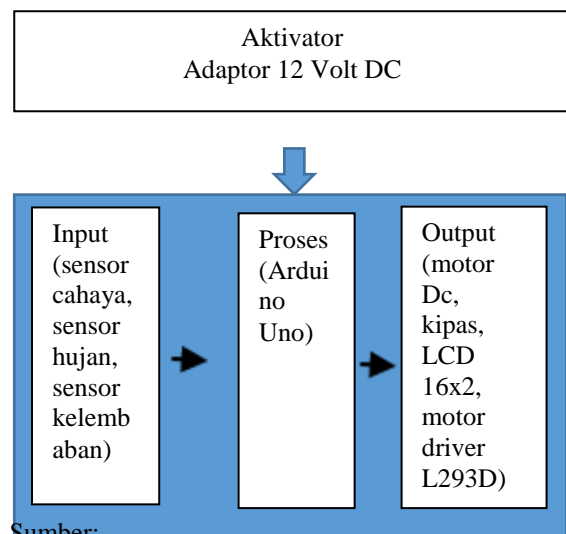 Aktivator
Adaptor 12 Volt DC
Input
(sensor
cahaya,
sensor
hujan,
sensor
kelemb
aban)
Proses
(Ardui
no
Uno)
Output
(motor
Dc,
kipas,
LCD
16x2,
motor
driver
L293D)
Sumber: